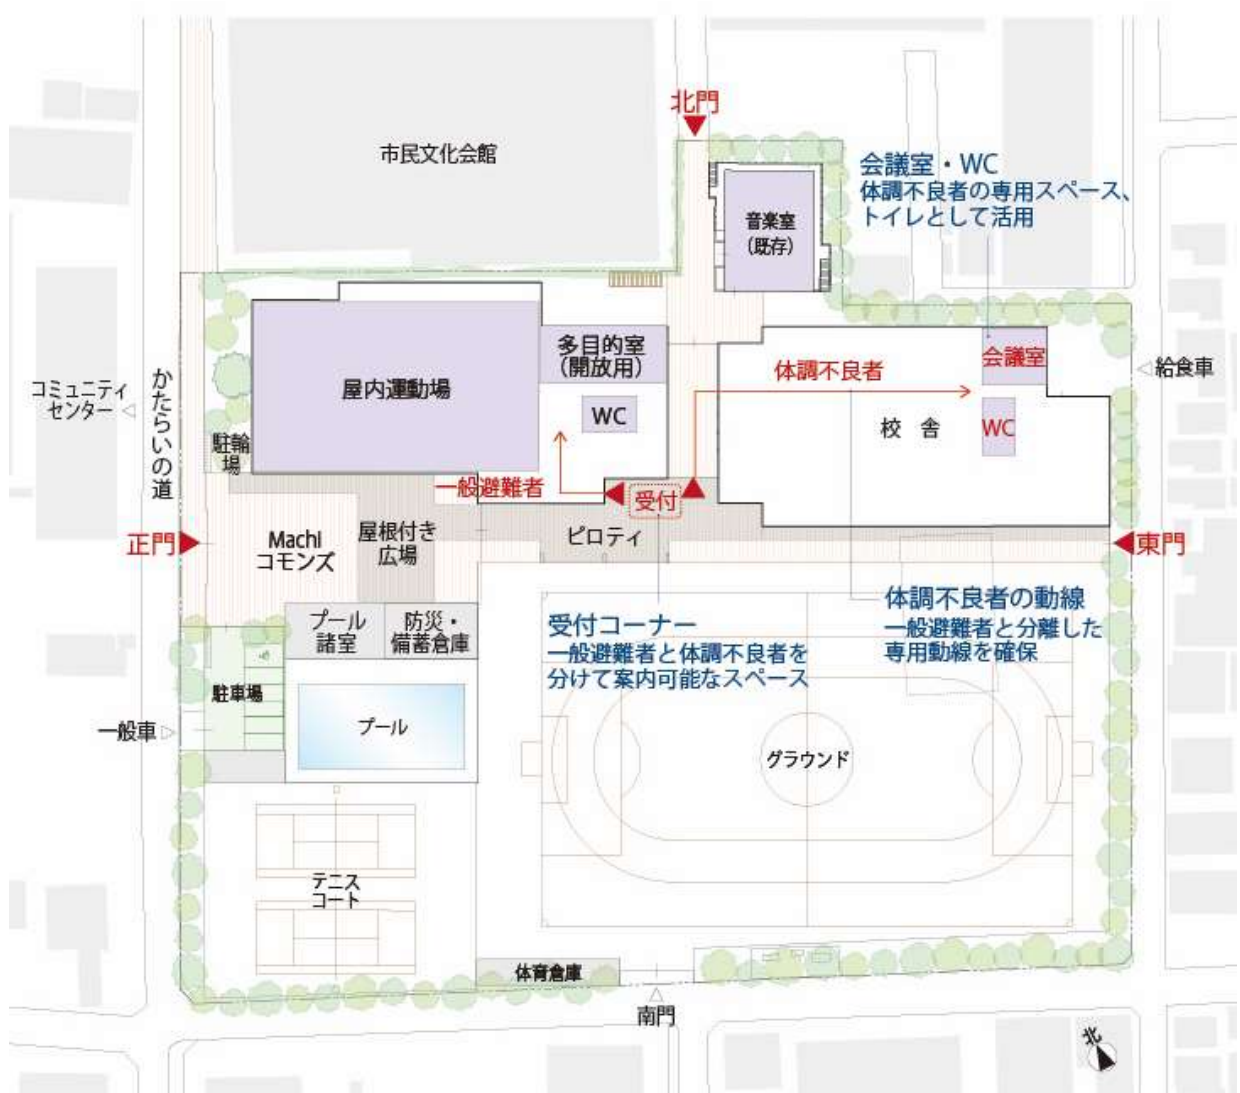 北門
市民文化会館
会議室・WC
体調不良者の専用スペース、
トイレとして活用
音楽室
（既存）
多目的室
（開放用）
会議室
体調不良者
給食車
コミュニティ
センター
かたらいの道
屋内運動場
WC
校 舎
WC
駐輪
場
一般避難者
受付
正門
Machi
コモンズ
屋根付き
広場
ピロティ
東門
プール
諸室
防災・
備蓄倉庫
受付コーナー
一般避難者と体調不良者を
分けて案内可能なスペース
体調不良者の動線
一般避難者と分離した
専用動線を確保
駐車場
一般車
プール
グラウンド
テニス
コート
体育倉庫
南門
北